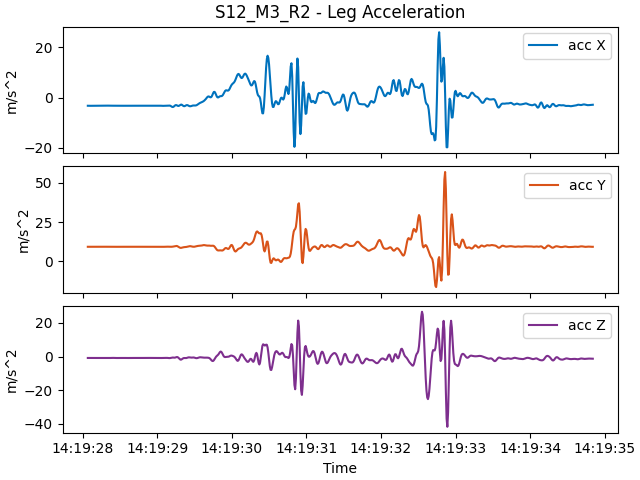 S12_M3_R2 - Leg Acceleration
acc X
20
0
−20
m/s^2
acc Y
50
25
0
m/s^2
acc Z
20
0
−20
−40
m/s^2
14:19:28 14:19:29 14:19:30 14:19:31 14:19:32 14:19:33 14:19:34 14:19:35
Time